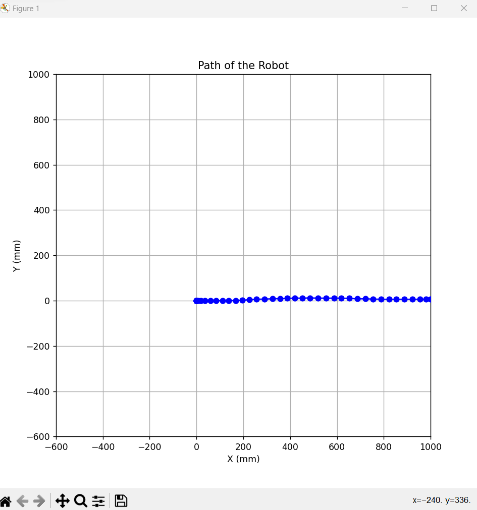 Figure 1
Path of the Robot
1000
800
600
400
200
0
−200
−400
−600
Y (mm)
−600 −400 −200 0 200 400 600 800 1000
X (mm)
x=−240. y=336.